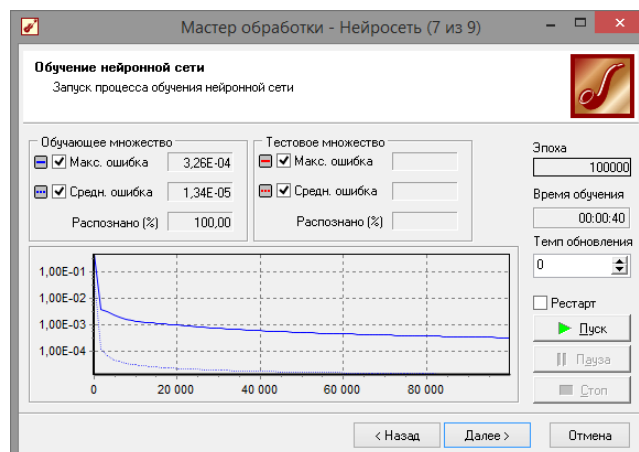 Мастер обработки - Нейросеть (7 из 9)
Обучение нейронной сети
Запуск процесса обучения нейронной сети
Обучающее множество
Макс. ошибка 3,26E-04
Средн. ошибка 1,34E-05
Распознано (%) 100,00
Тестовое множество
Макс. ошибка
Средн. ошибка
Распознано (%)
Эпоха
100000
Время обучения
00:00:40
Темп обновления
0
Рестарт
Пуск
Пауза
Стоп
1,00E-01
1,00E-02
1,00E-03
1,00E-04
0 20 000 40 000 60 000 80 000
< Назад Далее > Отмена